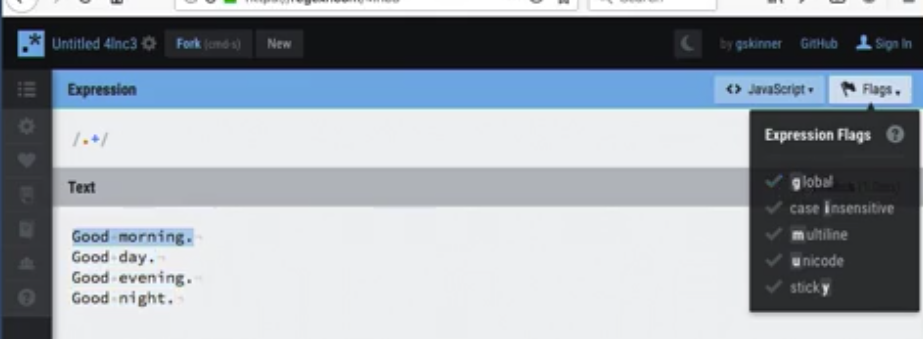 Untitled 4lnc3 Fork (cmd-s) New by gskinner GitHub Sign In
Expression <> JavaScript Flags
/.+/
Expression Flags
Text
global
case insensitive
multiline
unicode
sticky
Good morning.
Good day.
Good evening.
Good night.